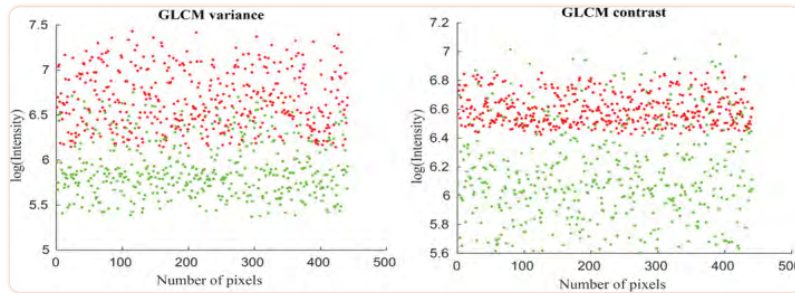 GLCM variance
7.5
7
6.5
6
5.5
5
log(Intensity)
0 100 200 300 400 500
Number of pixels
GLCM contrast
7.2
7
6.8
6.6
6.4
6.2
6
5.8
5.6
log(Intensity)
0 100 200 300 400 500
Number of pixels